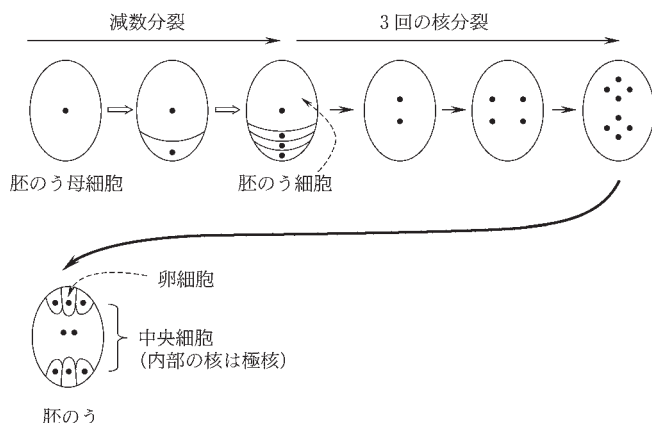 減数分裂
3回の核分裂
胚のう母細胞
胚のう細胞
卵細胞
中央細胞
(内部の核は極核)
胚のう